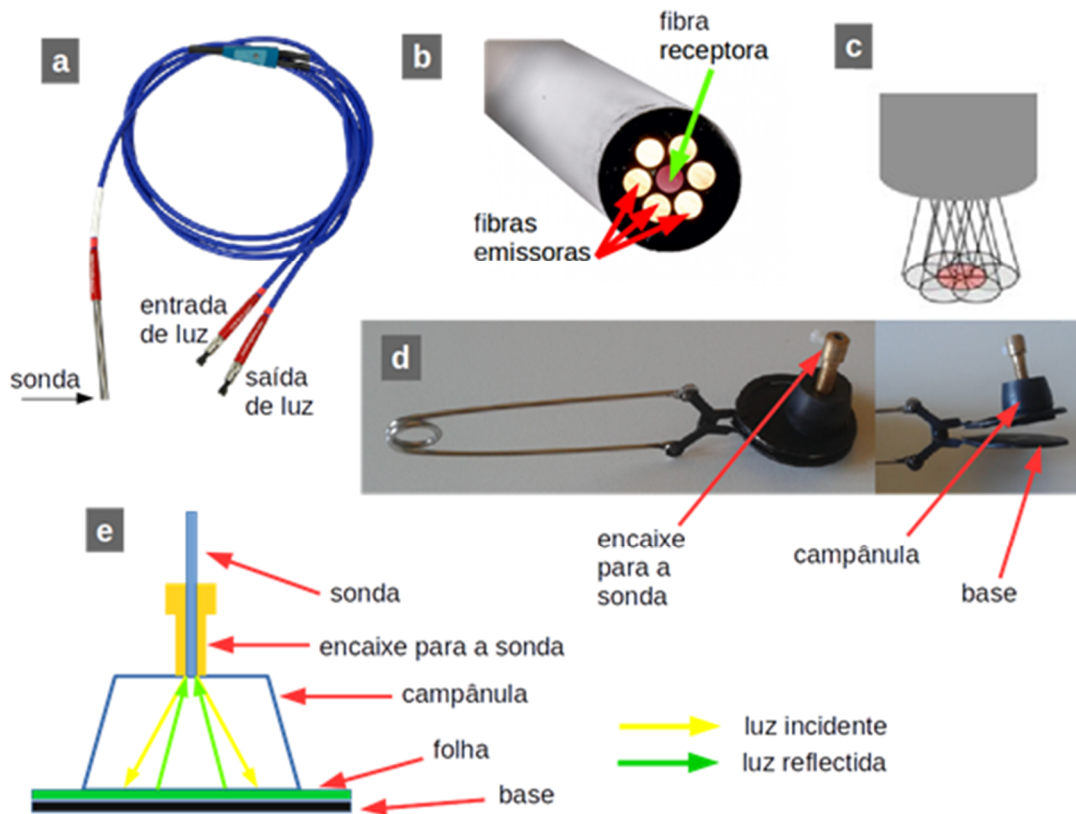 a
entrada
de luz
saída
de luz
sonda
b
fibra
receptora
fibras
emissoras
c
d
encaixe
para a
sonda
campânula
base
e
sonda
encaixe para a sonda
campânula
folha
base
luz incidente
luz reflectida